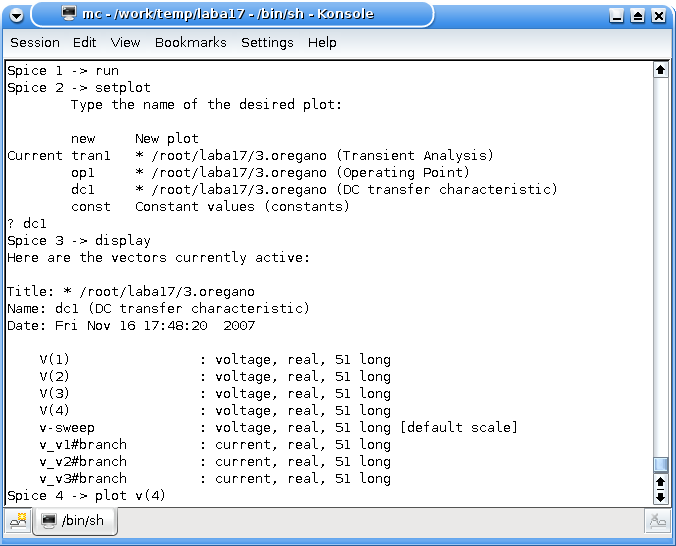 mc - /work/temp/laba17 - /bin/sh - Konsole
Session Edit View Bookmarks Settings Help
Spice 1 -> run
Spice 2 -> setplot
Type the name of the desired plot:
new New plot
Current tran1 * /root/laba17/3.oregano (Transient Analysis)
op1 * /root/laba17/3.oregano (Operating Point)
dc1 * /root/laba17/3.oregano (DC transfer characteristic)
const Constant values (constants)
? dc1
Spice 3 -> display
Here are the vectors currently active:
Title: * /root/laba17/3.oregano
Name: dc1 (DC transfer characteristic)
Date: Fri Nov 16 17:48:20 2007
V(1) : voltage, real, 51 long
V(2) : voltage, real, 51 long
V(3) : voltage, real, 51 long
V(4) : voltage, real, 51 long
v-sweep : voltage, real, 51 long [default scale]
v_v1#branch : current, real, 51 long
v_v2#branch : current, real, 51 long
v_v3#branch : current, real, 51 long
Spice 4 -> plot v(4)
/bin/sh